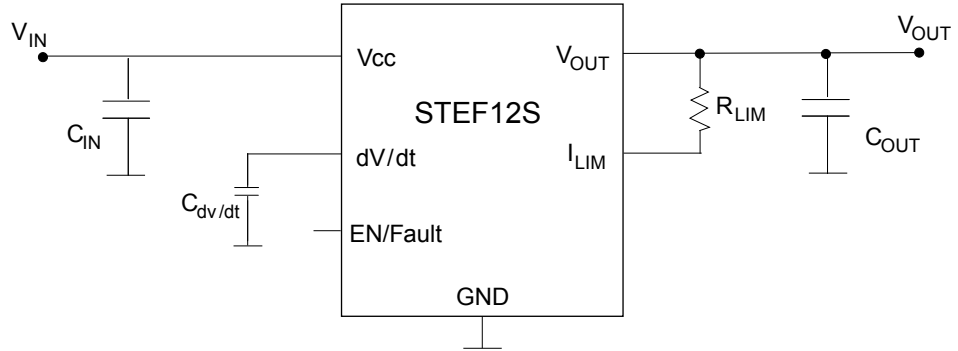 V_IN
V_OUT
Vcc
V_OUT
STEF12S
R_LIM
C_IN
C_OUT
dV/dt
I_LIM
C_dv/dt
EN/Fault
GND